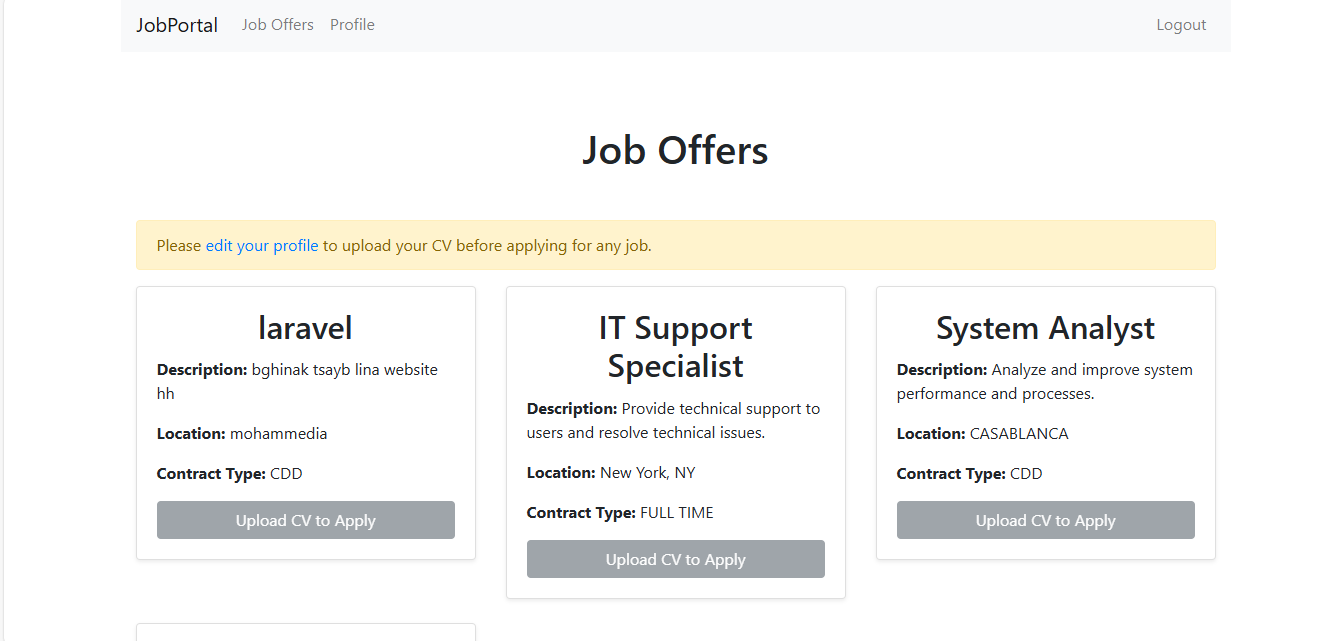 JobPortal Job Offers Profile Logout
Job Offers
Please edit your profile to upload your CV before applying for any job.
laravel
Description: bghinak tsayb lina website
hh
Location: mohammedia
Contract Type: CDD
Upload CV to Apply
IT Support
Specialist
Description: Provide technical support to
users and resolve technical issues.
Location: New York, NY
Contract Type: FULL TIME
Upload CV to Apply
System Analyst
Description: Analyze and improve system
performance and processes.
Location: CASABLANCA
Contract Type: CDD
Upload CV to Apply